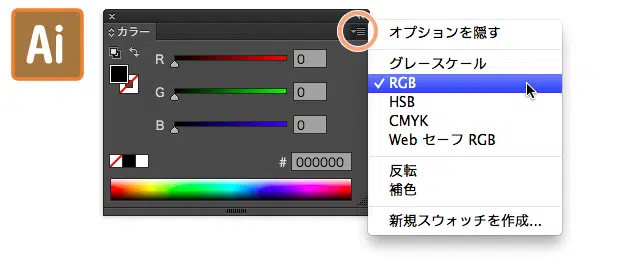 Ai
カラー
R 0
G 0
B 0
# 000000
オプションを隠す
グレースケール
✓ RGB
HSB
CMYK
Web セーフ RGB
反転
補色
新規スウォッチを作成...